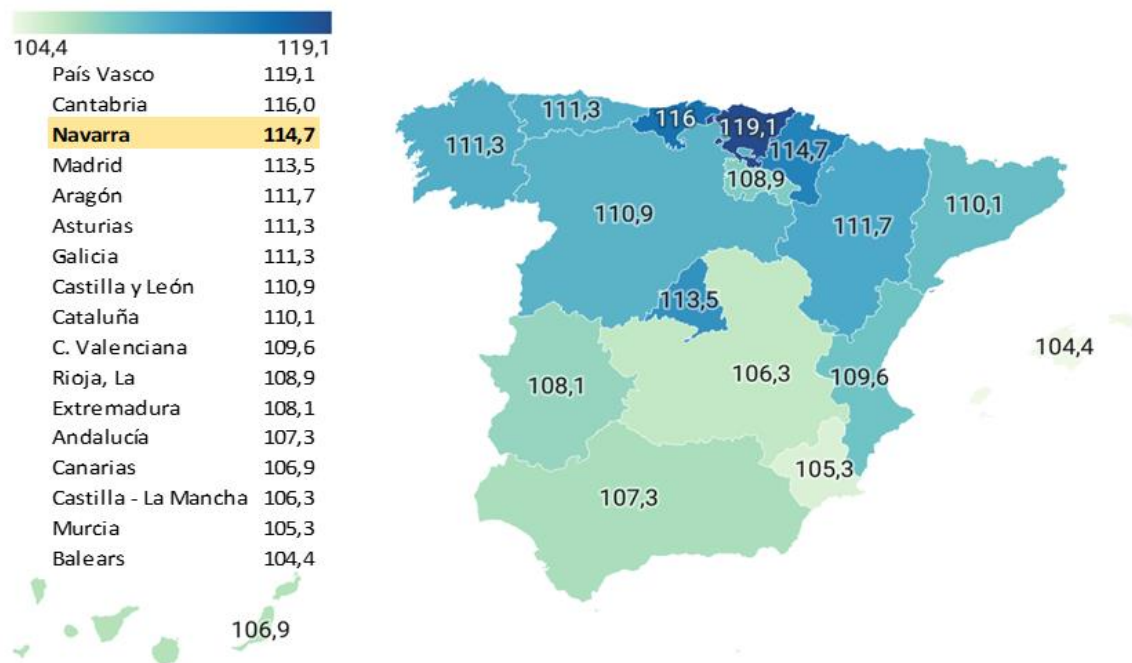 104,4 119,1
País Vasco 119,1
Cantabria 116,0
Navarra 114,7
Madrid 113,5
Aragón 111,7
Asturias 111,3
Galicia 111,3
Castilla y León 110,9
Cataluña 110,1
C. Valenciana 109,6
Rioja, La 108,9
Extremadura 108,1
Andalucía 107,3
Canarias 106,9
Castilla - La Mancha 106,3
Murcia 105,3
Balears 104,4
106,9
111,3
111,3
116
119,1
114,7
108,9
110,9
111,7
110,1
113,5
104,4
106,3
109,6
108,1
105,3
107,3